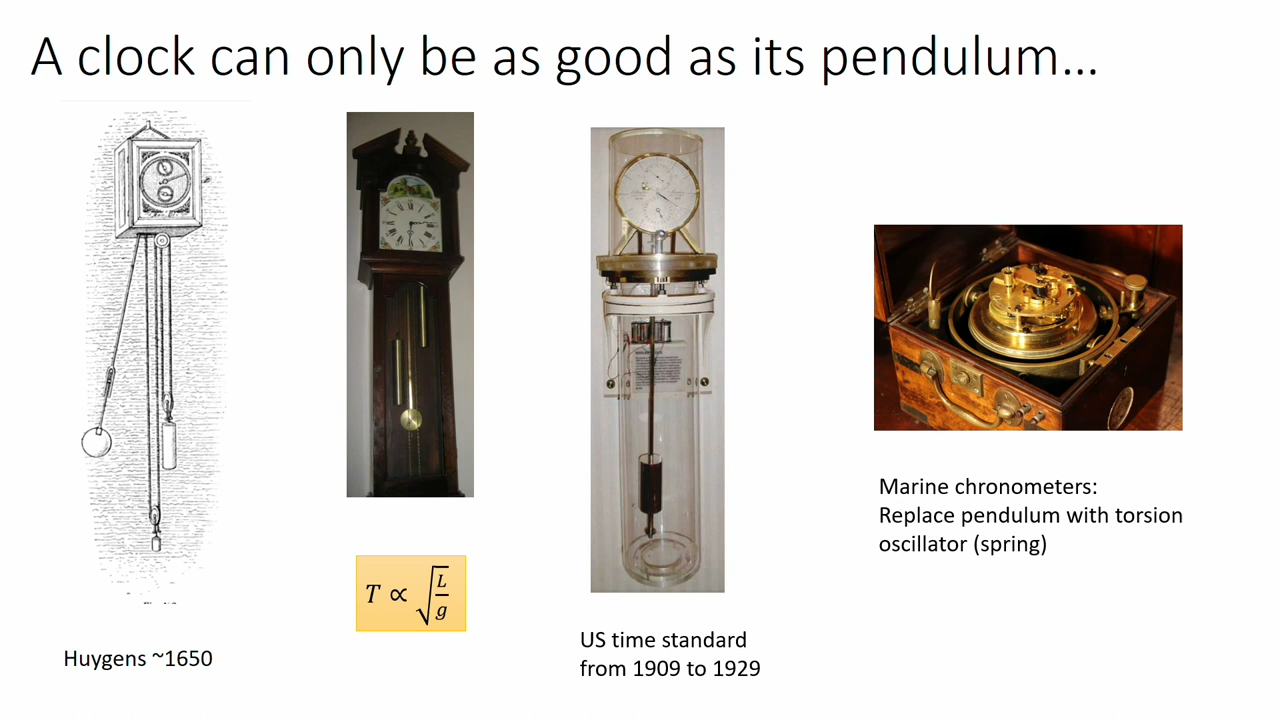 A clock can only be as good as its pendulum...
Huygens ~1650
T ∝ √(L/g)
US time standard
from 1909 to 1929
Marine chronometers:
Replace pendulum with torsion
oscillator (spring)